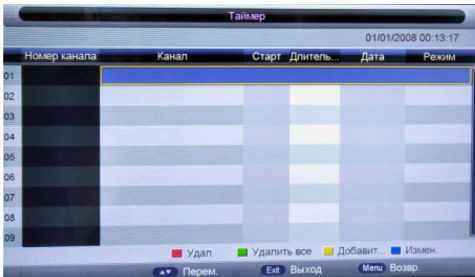 Таймер
01/01/2008 00:13:17
Номер канала Канал Старт Длитель... Дата Режим
01
02
03
04
05
06
07
08
09
Удал. Удалить все Добавит... Измен.
Перем. Exit Выход Menu Возвр.